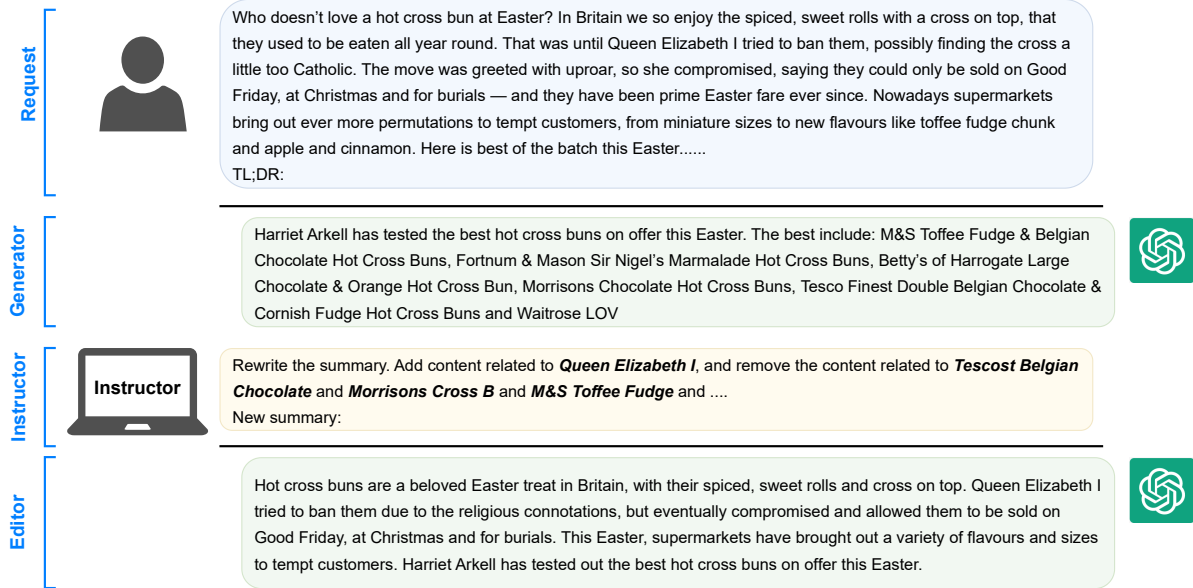 Request
Who doesn’t love a hot cross bun at Easter? In Britain we so enjoy the spiced, sweet rolls with a cross on top, that
they used to be eaten all year round. That was until Queen Elizabeth I tried to ban them, possibly finding the cross a
little too Catholic. The move was greeted with uproar, so she compromised, saying they could only be sold on Good
Friday, at Christmas and for burials — and they have been prime Easter fare ever since. Nowadays supermarkets
bring out ever more permutations to tempt customers, from miniature sizes to new flavours like toffee fudge chunk
and apple and cinnamon. Here is best of the batch this Easter......
TL;DR:
Generator
Harriet Arkell has tested the best hot cross buns on offer this Easter. The best include: M&S Toffee Fudge & Belgian
Chocolate Hot Cross Buns, Fortnum & Mason Sir Nigel’s Marmalade Hot Cross Buns, Betty’s of Harrogate Large
Chocolate & Orange Hot Cross Bun, Morrisons Chocolate Hot Cross Buns, Tesco Finest Double Belgian Chocolate &
Cornish Fudge Hot Cross Buns and Waitrose LOV
Instructor
Instructor
Rewrite the summary. Add content related to Queen Elizabeth I, and remove the content related to Tescost Belgian
Chocolate and Morrisons Cross B and M&S Toffee Fudge and ....
New summary:
Editor
Hot cross buns are a beloved Easter treat in Britain, with their spiced, sweet rolls and cross on top. Queen Elizabeth I
tried to ban them due to the religious connotations, but eventually compromised and allowed them to be sold on
Good Friday, at Christmas and for burials. This Easter, supermarkets have brought out a variety of flavours and sizes
to tempt customers. Harriet Arkell has tested out the best hot cross buns on offer this Easter.